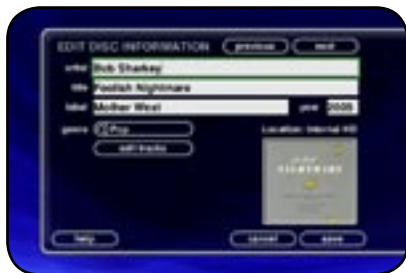 EDIT DISC INFORMATION previous next
artist Bob Sharkey
title Foolish Nightmare
label Mother West year 2005
genre Pop Location: Internal HD
edit tracks
NIGHTMARE
help cancel save